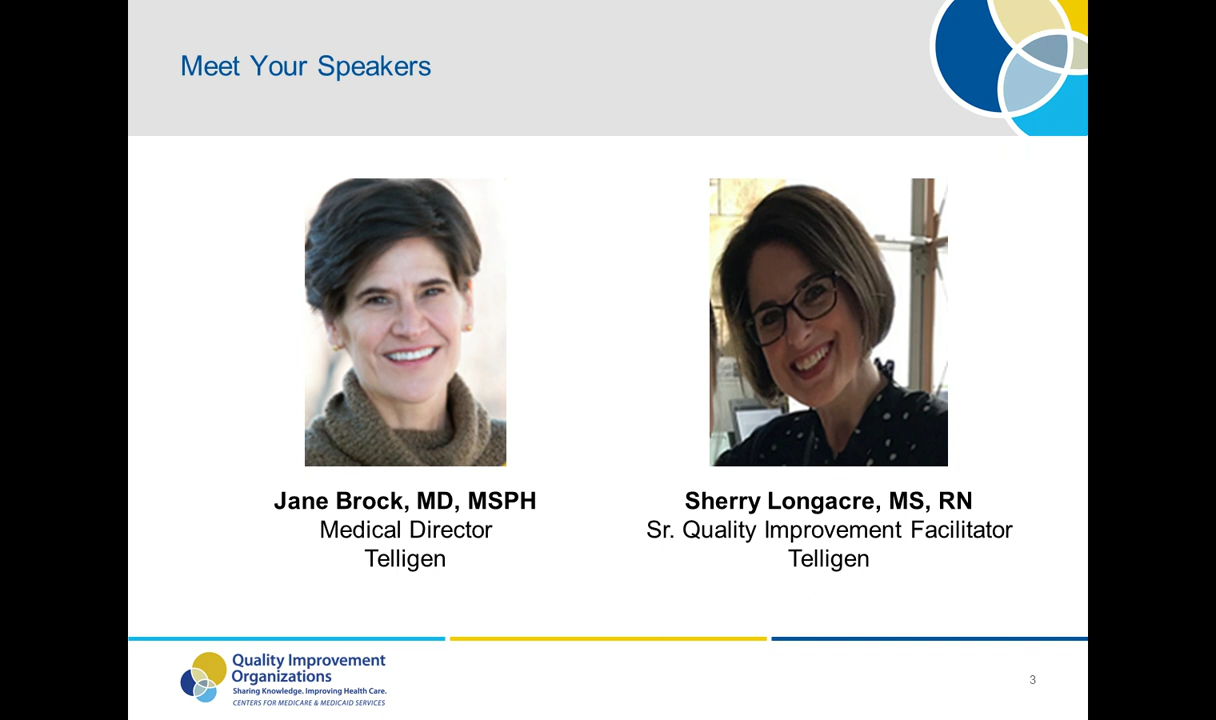 Meet Your Speakers
Jane Brock, MD, MSPH
Medical Director
Telligen
Sherry Longacre, MS, RN
Sr. Quality Improvement Facilitator
Telligen
Quality Improvement
Organizations
Sharing Knowledge. Improving Health Care.
CENTERS FOR MEDICARE & MEDICAID SERVICES
3